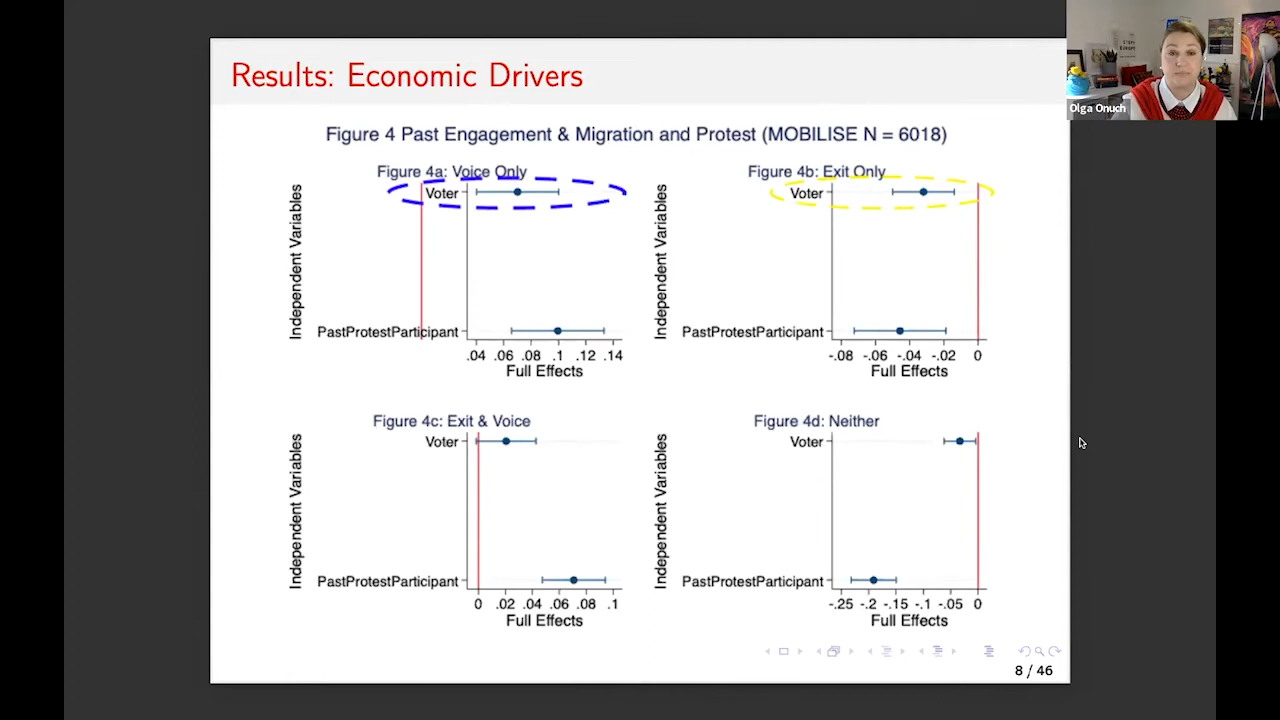 Olga Onuch
Results: Economic Drivers
Figure 4 Past Engagement & Migration and Protest (MOBILISE N = 6018)
Figure 4a: Voice Only
Independent Variables
Voter
PastProtestParticipant
.04 .06 .08 .1 .12 .14
Full Effects
Figure 4b: Exit Only
Independent Variables
Voter
PastProtestParticipant
-.08 -.06 -.04 -.02 0
Full Effects
Figure 4c: Exit & Voice
Independent Variables
Voter
PastProtestParticipant
0 .02 .04 .06 .08 .1
Full Effects
Figure 4d: Neither
Independent Variables
Voter
PastProtestParticipant
-.25 -.2 -.15 -.1 -.05 0
Full Effects
8 / 46